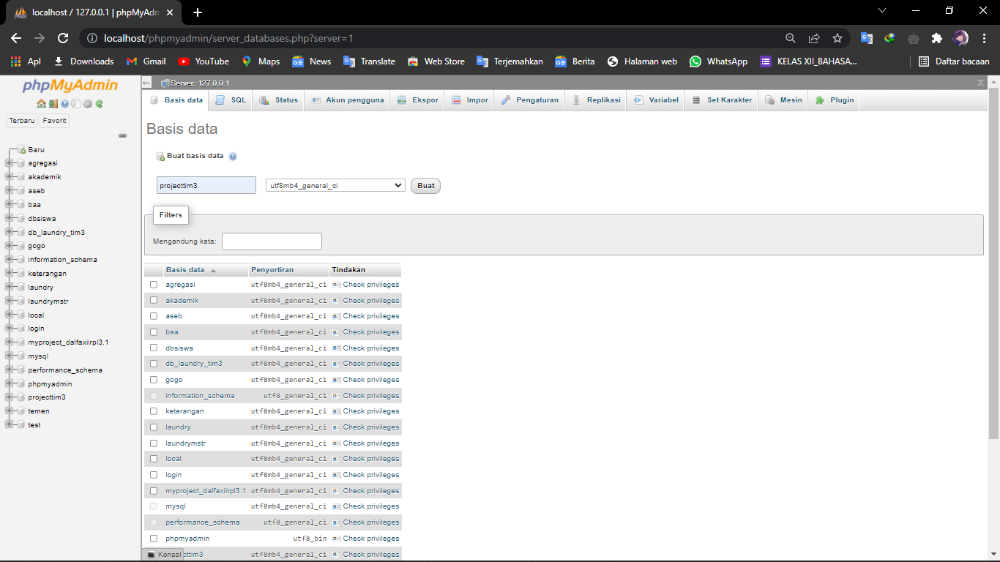 localhost / 127.0.0.1 | phpMyAdm
localhost/phpmyadmin/server_databases.php?server=1
Apl Downloads Gmail YouTube Maps News Translate Web Store Terjemahkan Berita Halaman web WhatsApp KELAS XII_BAHASA... Daftar bacaan
phpMyAdmin
Terbaru Favorit
Baru
agregasi
akademik
aseb
baa
dbsiswa
db_laundry_tim3
gogo
information_schema
keterangan
laundry
laundrymstr
local
login
myproject_dalfaxiirpl3.1
mysql
performance_schema
phpmyadmin
projecttim3
temen
test
Server: 127.0.0.1
Basis data SQL Status Akun pengguna Ekspor Impor Pengaturan Replikasi Variabel Set Karakter Mesin Plugin
Basis data
Buat basis data
projecttim3 utf8mb4_general_ci Buat
Filters
Mengandung kata:
Basis data Penyortiran Tindakan
agregasi utf8mb4_general_ci Check privileges
akademik utf8mb4_general_ci Check privileges
aseb utf8mb4_general_ci Check privileges
baa utf8mb4_general_ci Check privileges
dbsiswa utf8mb4_general_ci Check privileges
db_laundry_tim3 utf8mb4_general_ci Check privileges
gogo utf8mb4_general_ci Check privileges
information_schema utf8_general_ci Check privileges
keterangan utf8mb4_general_ci Check privileges
laundry utf8mb4_general_ci Check privileges
laundrymstr utf8mb4_general_ci Check privileges
local utf8mb4_general_ci Check privileges
login utf8mb4_general_ci Check privileges
myproject_dalfaxiirpl3.1 utf8mb4_general_ci Check privileges
mysql utf8mb4_general_ci Check privileges
performance_schema utf8_general_ci Check privileges
phpmyadmin utf8_bin Check privileges
Konsol cttim3 utf8mb4_general_ci Check privileges